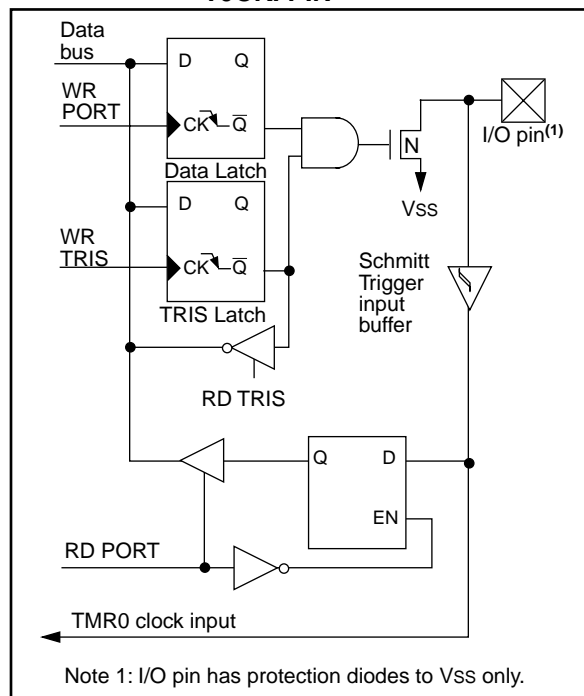 Data
bus
D Q
WR
PORT
CK Q
Data Latch
I/O pin(1)
N
VSS
D Q
WR
TRIS
CK Q
TRIS Latch
Schmitt
Trigger
input
buffer
RD TRIS
Q D
EN
RD PORT
TMR0 clock input
Note 1: I/O pin has protection diodes to VSS only.